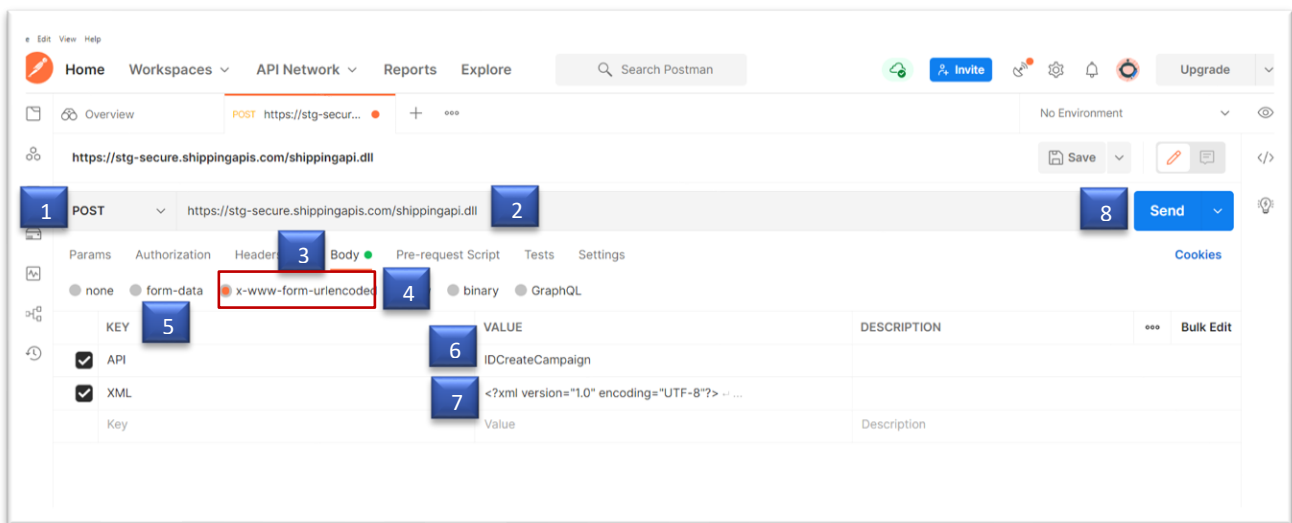 e Edit View Help
Home Workspaces API Network Reports Explore Search Postman Invite Upgrade
Overview POST https://stg-secur... No Environment
https://stg-secure.shippingapis.com/shippingapi.dll Save </>
1 POST https://stg-secure.shippingapis.com/shippingapi.dll 2 8 Send
Params Authorization Header 3 Body Pre-request Script Tests Settings Cookies
none form-data x-www-form-urlencoded 4 binary GraphQL
KEY 5 VALUE DESCRIPTION Bulk Edit
API 6 IDCreateCampaign
XML 7 <?xml version="1.0" encoding="UTF-8"?> ...
Key Value Description